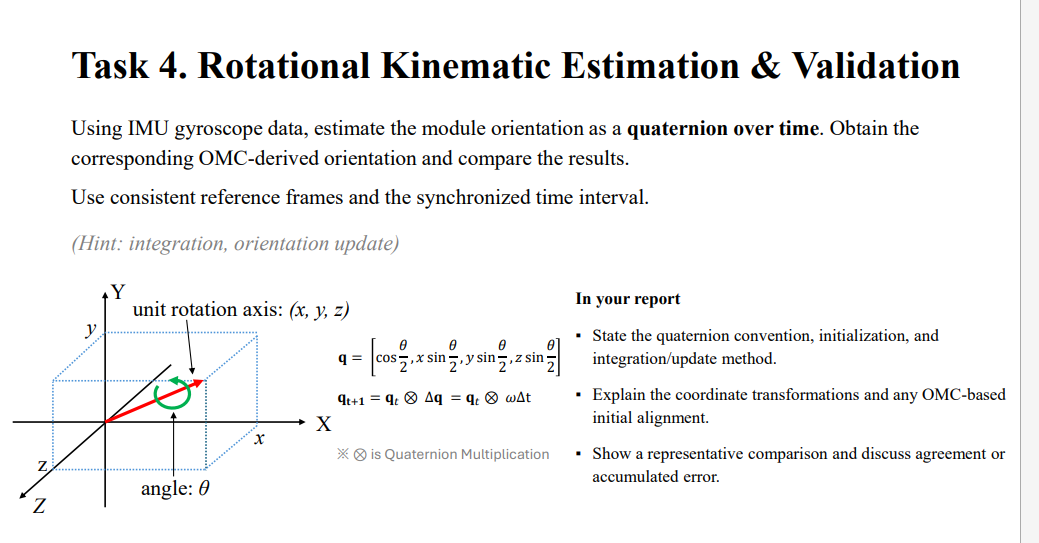 Task 4. Rotational Kinematic Estimation & Validation
Using IMU gyroscope data, estimate the module orientation as a quaternion over time. Obtain the
corresponding OMC-derived orientation and compare the results.
Use consistent reference frames and the synchronized time interval.
(Hint: integration, orientation update)
Y
unit rotation axis: (x, y, z)
y
X
x
z
Z
angle: θ
q = [cos θ/2, x sin θ/2, y sin θ/2, z sin θ/2]
qₜ₊₁ = qₜ ⊗ Δq = qₜ ⊗ ωΔt
※ ⊗ is Quaternion Multiplication
In your report
▪ State the quaternion convention, initialization, and
integration/update method.
▪ Explain the coordinate transformations and any OMC-based
initial alignment.
▪ Show a representative comparison and discuss agreement or
accumulated error.